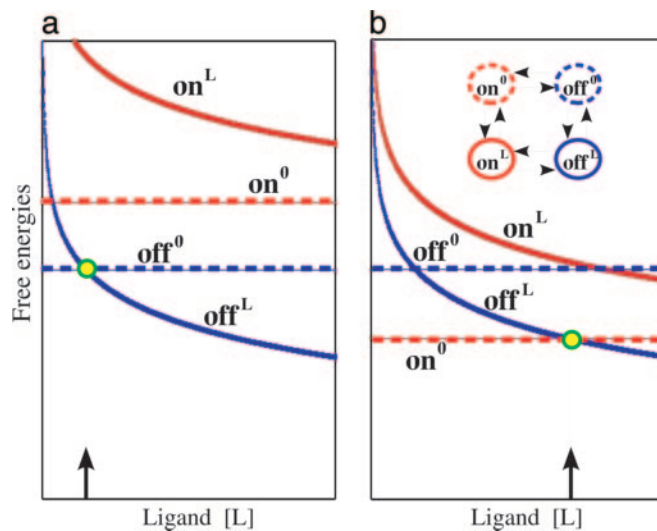 a
b
on^L
on^0
off^0
off^L
on^0
off^0
on^L
off^L
on^L
off^0
off^L
on^0
Free energies
Ligand [L]
Ligand [L]